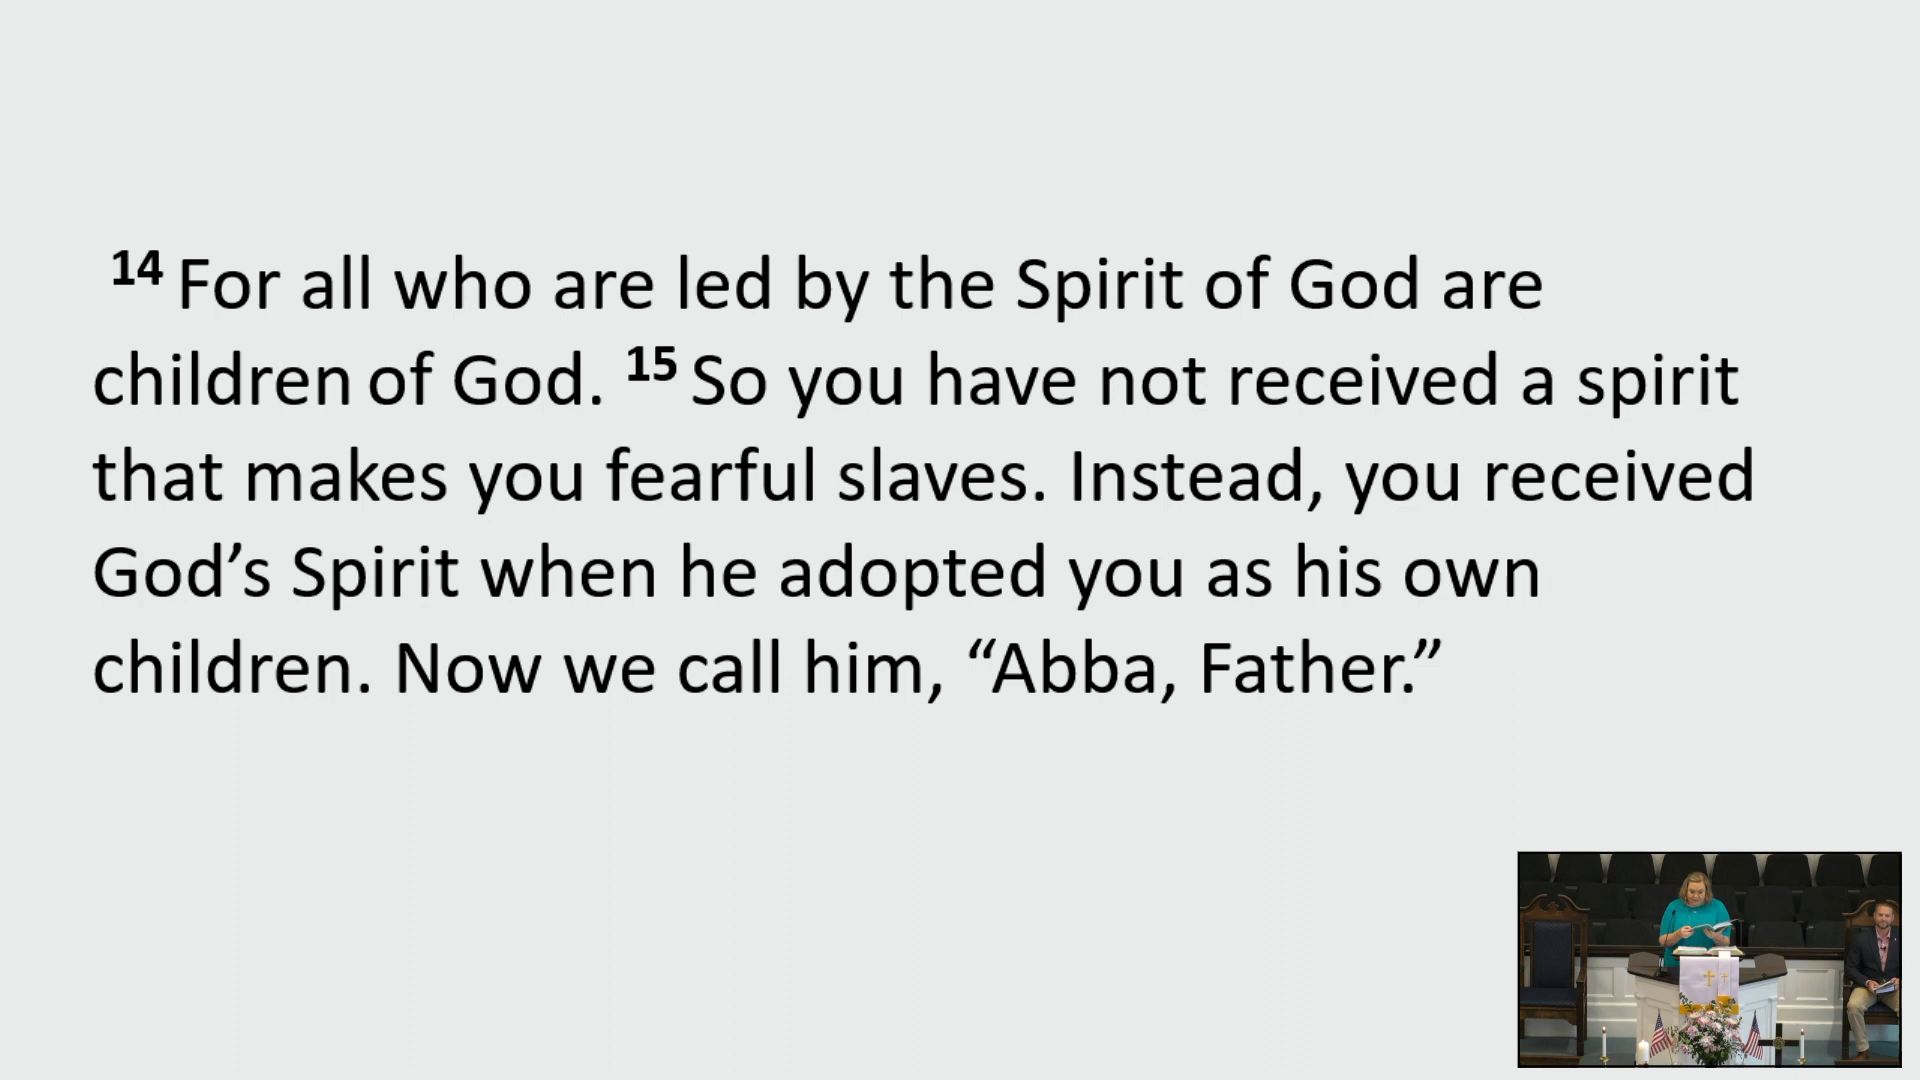 14 For all who are led by the Spirit of God are
children of God. 15 So you have not received a spirit
that makes you fearful slaves. Instead, you received
God’s Spirit when he adopted you as his own
children. Now we call him, “Abba, Father.”